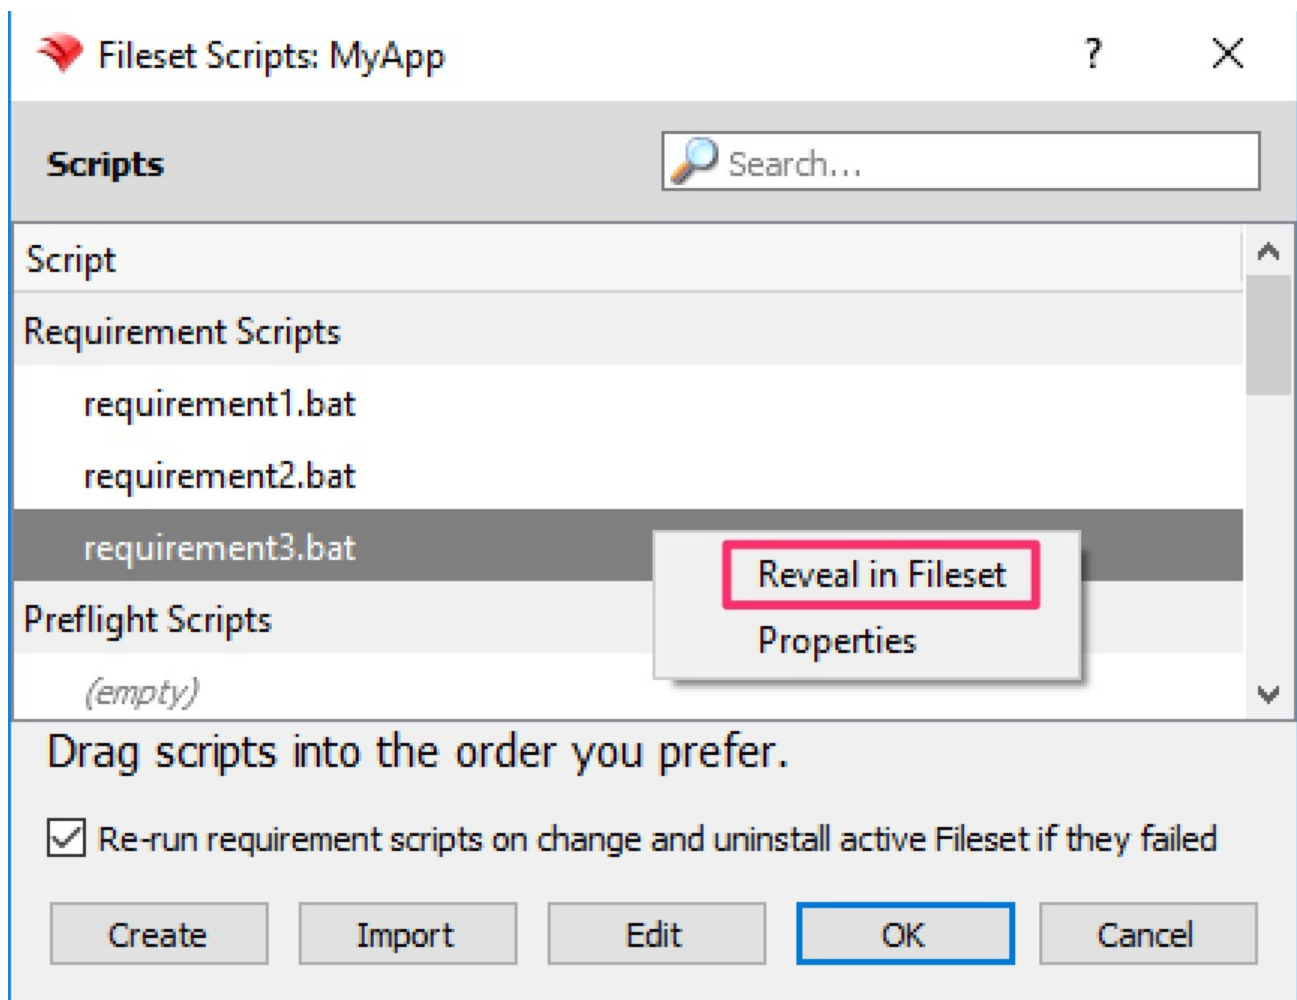 Fileset Scripts: MyApp ?
Scripts
Search...
Script
Requirement Scripts
requirement1.bat
requirement2.bat
requirement3.bat
Reveal in Fileset
Preflight Scripts
Properties
(empty)
Drag scripts into the order you prefer.
Re-run requirement scripts on change and uninstall active Fileset if they failed
Create Import Edit OK Cancel